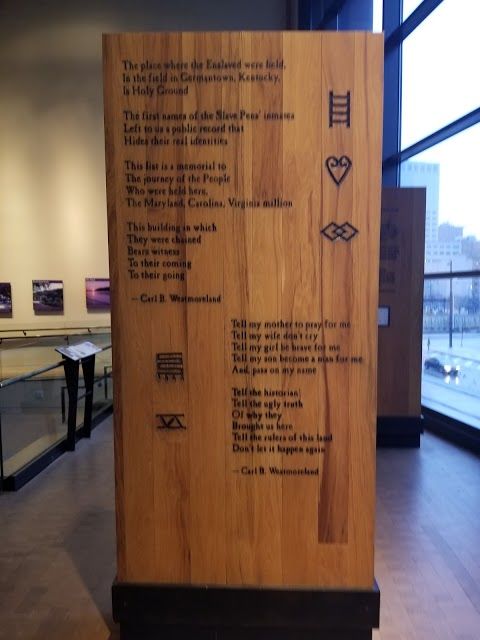 The place where the Enslaved were held,
In the field in Germantown, Kentucky,
Is Holy Ground
The first names of the Slave Pens' inmates
Left to us a public record that
Hides their real identities
This list is a memorial to
The journey of the People
Who were held here,
The Maryland, Carolina, Virginia million
This building in which
They were chained
Bears witness
To their coming
To their going
— Carl B. Westmoreland
Tell my mother to pray for me
Tell my wife don't cry
Tell my girl be brave for me
Tell my son become a man for me
And, pass on my name
Tell the historian
Tell the ugly truth
Of why they
Brought us here
Tell the rulers of this land
Don't let it happen again
— Carl B. Westmoreland